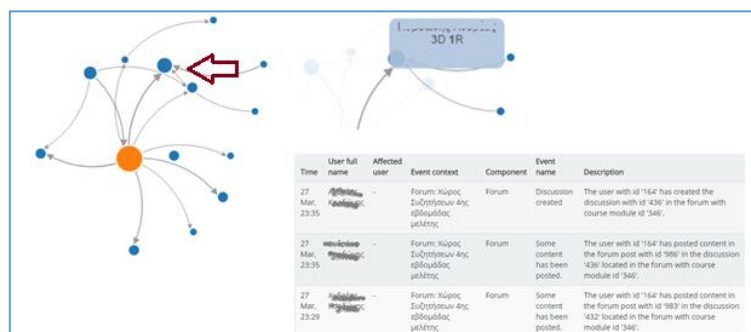 3D 1R
Time
User full
name
Affected
user
Event context
Component
Event
name
Description
27
Mar,
23:35
-
Forum: Χώρος
Συζητήσεων 4ης
εβδομάδας
μελέτης
Forum
Discussion
created
The user with id '164' has created the
discussion with id '436' in the forum with
course module id '346'.
27
Mar,
23:35
-
Forum: Χώρος
Συζητήσεων 4ης
εβδομάδας
μελέτης
Forum
Some
content
has been
posted.
The user with id '164' has posted content in
the forum post with id '986' in the discussion
'436' located in the forum with course
module id '346'.
27
Mar,
23:29
-
Forum: Χώρος
Συζητήσεων 4ης
εβδομάδας
μελέτης
Forum
Some
content
has been
posted.
The user with id '164' has posted content in
the forum post with id '983' in the discussion
'432' located in the forum with course
module id '346'.